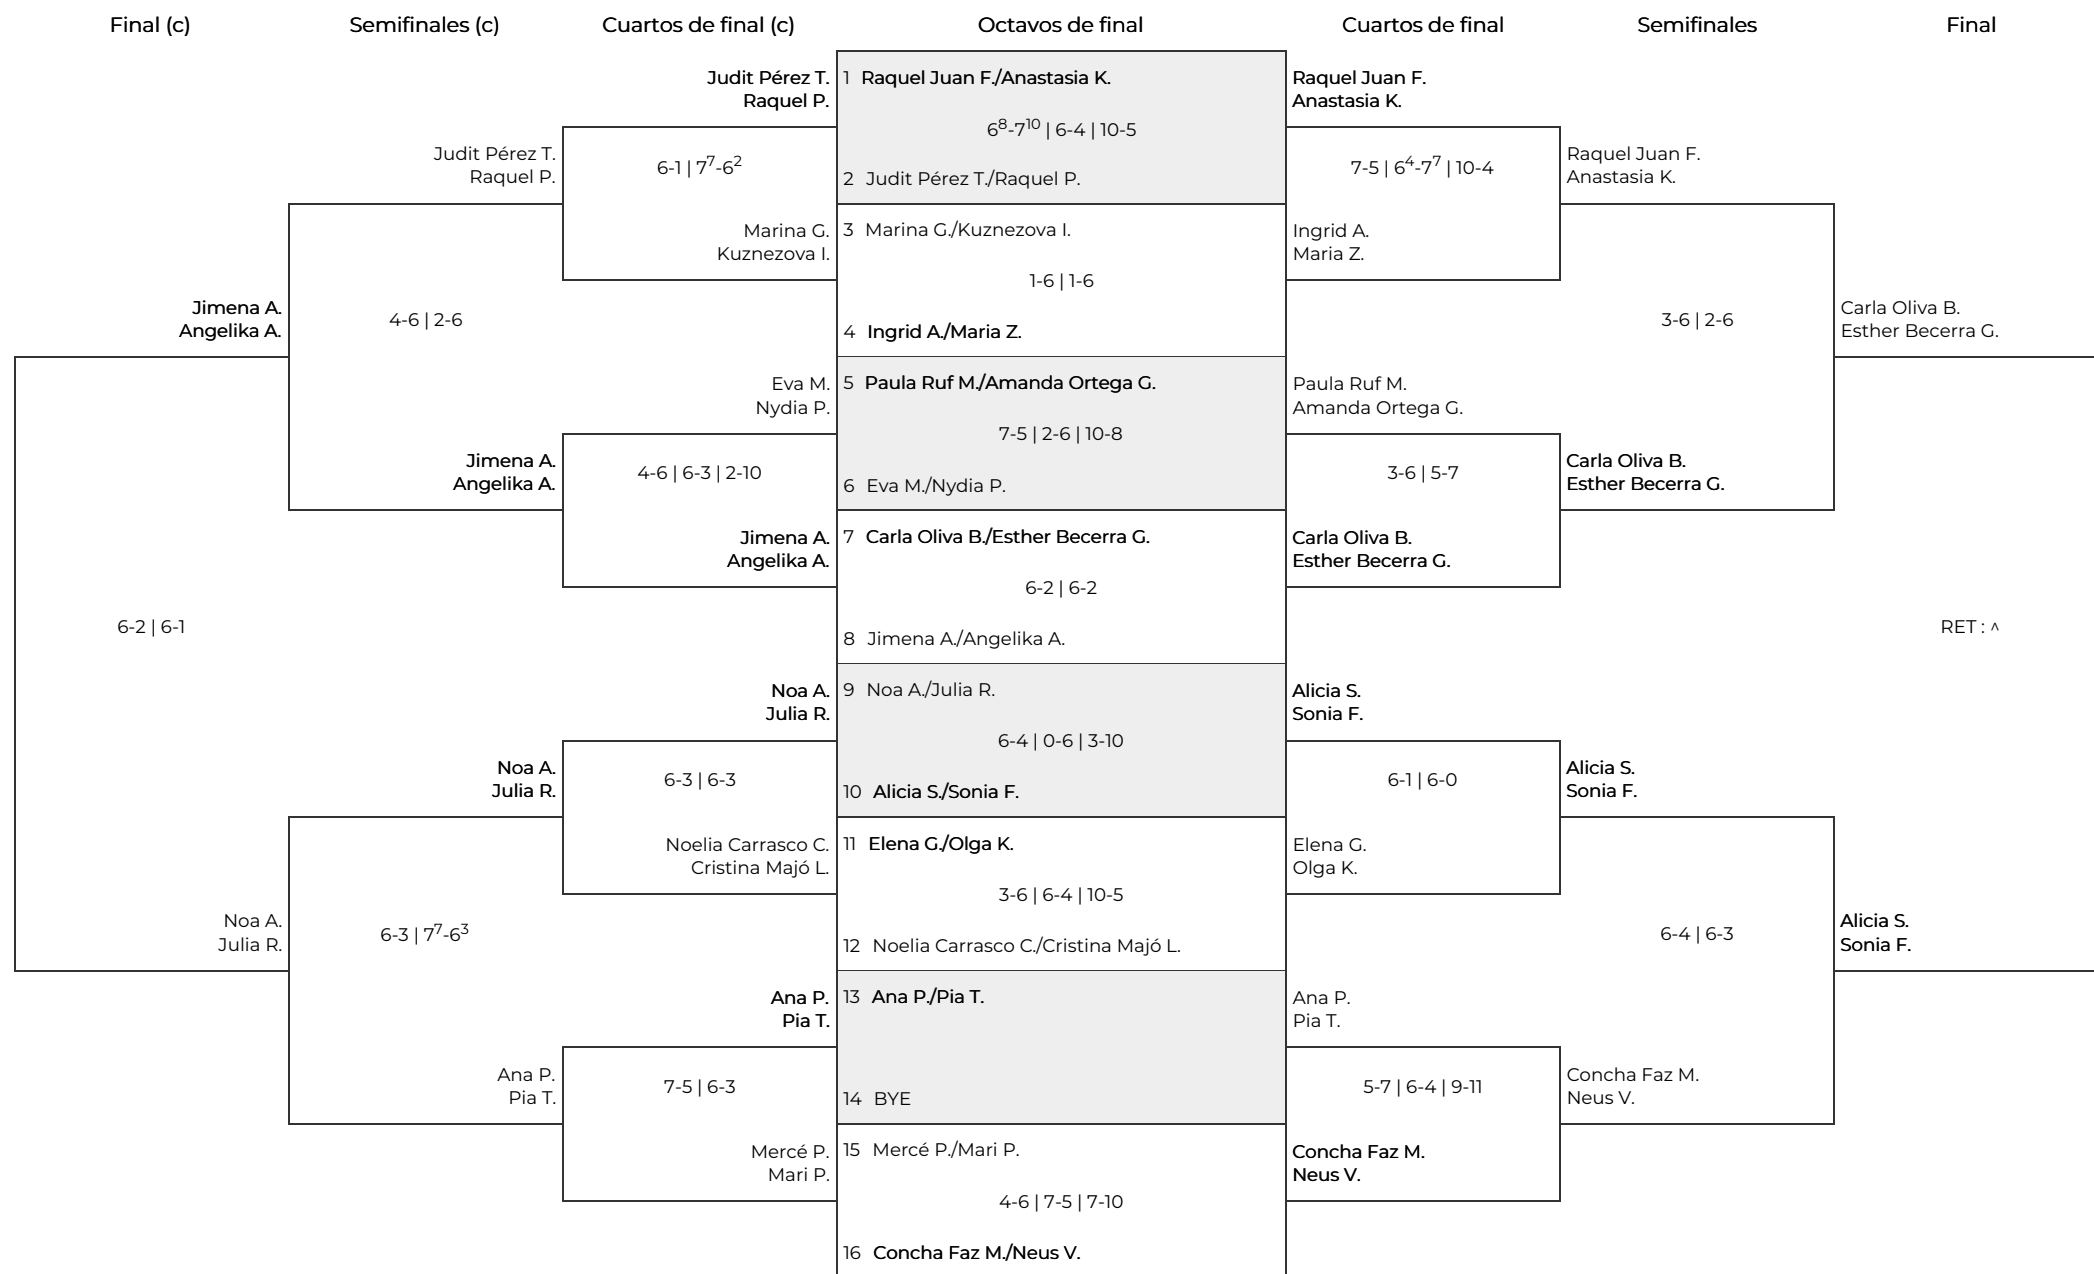 Final (c)
Semifinales (c)
Cuartos de final (c)
Octavos de final
Cuartos de final
Semifinales
Final
Judit Pérez T.
Raquel P.
1 Raquel Juan F./Anastasia K.
Raquel Juan F.
Anastasia K.
6⁸-7¹⁰ | 6-4 | 10-5
Judit Pérez T.
Raquel P.
6-1 | 7⁷-6²
7-5 | 6⁴-7⁷ | 10-4
Raquel Juan F.
Anastasia K.
2 Judit Pérez T./Raquel P.
Marina G.
Kuznezova I.
3 Marina G./Kuznezova I.
Ingrid A.
Maria Z.
1-6 | 1-6
Jimena A.
Angelika A.
4-6 | 2-6
4 Ingrid A./Maria Z.
3-6 | 2-6
Carla Oliva B.
Esther Becerra G.
Eva M.
Nydia P.
5 Paula Ruf M./Amanda Ortega G.
Paula Ruf M.
Amanda Ortega G.
7-5 | 2-6 | 10-8
Jimena A.
Angelika A.
4-6 | 6-3 | 2-10
3-6 | 5-7
Carla Oliva B.
Esther Becerra G.
6 Eva M./Nydia P.
Jimena A.
Angelika A.
7 Carla Oliva B./Esther Becerra G.
Carla Oliva B.
Esther Becerra G.
6-2 | 6-2
6-2 | 6-1
8 Jimena A./Angelika A.
RET : ^
Noa A.
Julia R.
9 Noa A./Julia R.
Alicia S.
Sonia F.
6-4 | 0-6 | 3-10
Noa A.
Julia R.
6-3 | 6-3
6-1 | 6-0
Alicia S.
Sonia F.
10 Alicia S./Sonia F.
Noelia Carrasco C.
Cristina Majó L.
11 Elena G./Olga K.
Elena G.
Olga K.
3-6 | 6-4 | 10-5
Noa A.
Julia R.
6-3 | 7⁷-6³
12 Noelia Carrasco C./Cristina Majó L.
6-4 | 6-3
Alicia S.
Sonia F.
Ana P.
Pia T.
13 Ana P./Pia T.
Ana P.
Pia T.
Ana P.
Pia T.
7-5 | 6-3
14 BYE
5-7 | 6-4 | 9-11
Concha Faz M.
Neus V.
Mercé P.
Mari P.
15 Mercé P./Mari P.
Concha Faz M.
Neus V.
4-6 | 7-5 | 7-10
16 Concha Faz M./Neus V.